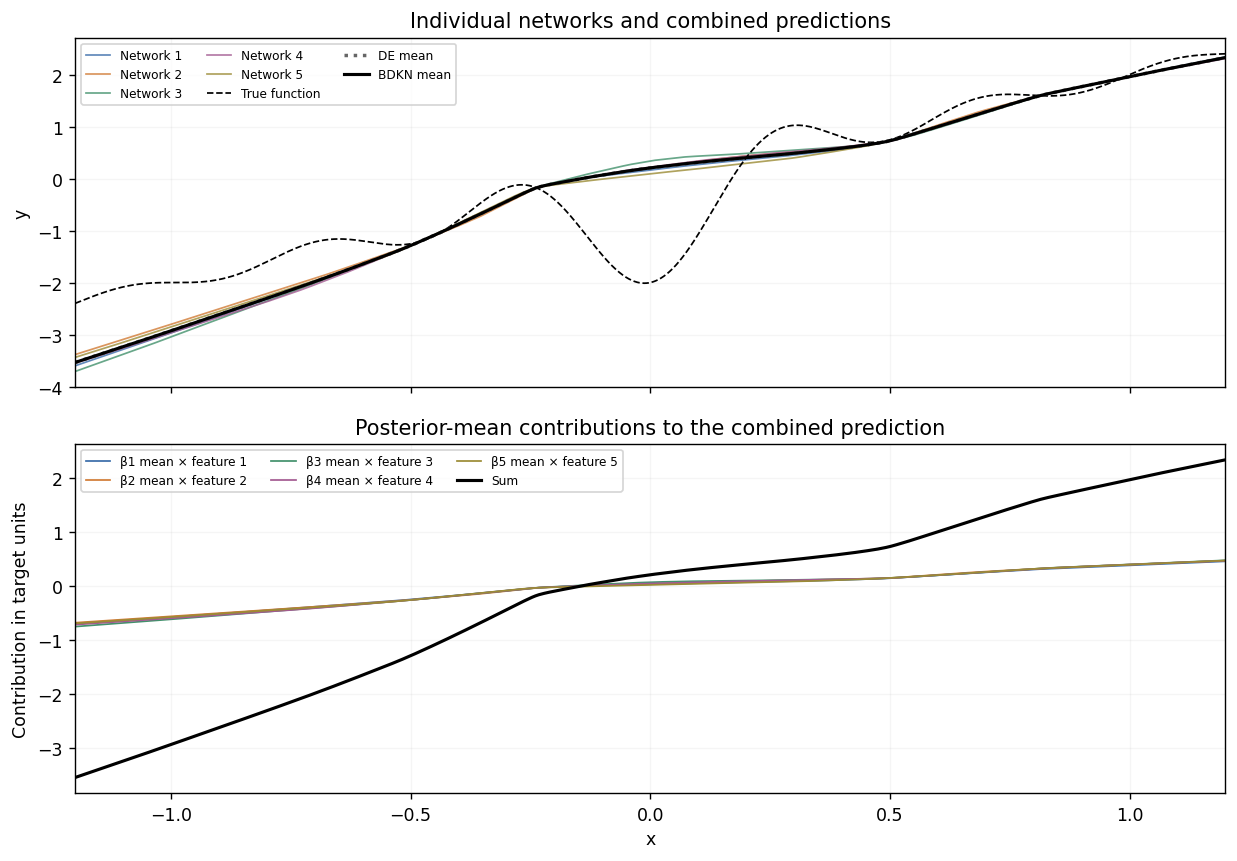 Individual networks and combined predictions
Network 1
Network 2
Network 3
Network 4
Network 5
True function
DE mean
BDKN mean
y
2
1
0
−1
−2
−3
−4
Posterior-mean contributions to the combined prediction
β1 mean × feature 1
β2 mean × feature 2
β3 mean × feature 3
β4 mean × feature 4
β5 mean × feature 5
Sum
Contribution in target units
2
1
0
−1
−2
−3
−1.0
−0.5
0.0
0.5
1.0
x